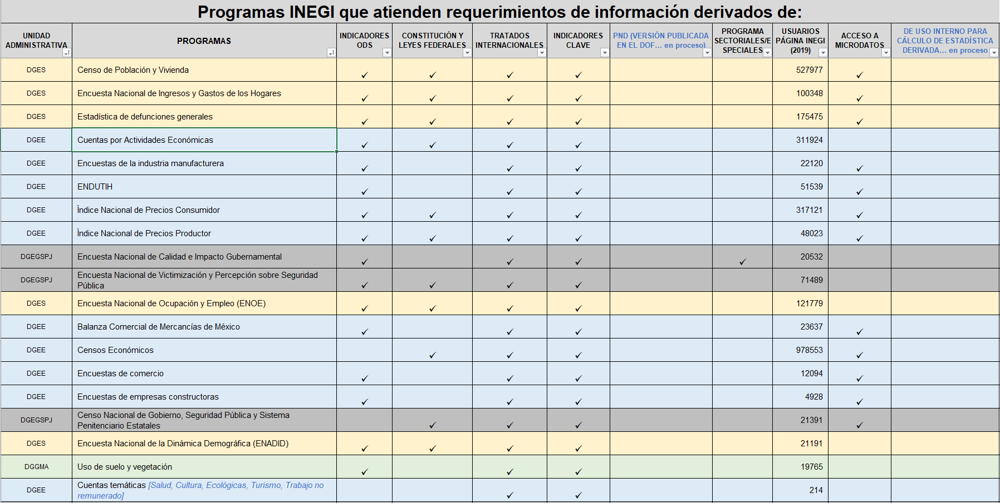 Programas INEGI que atienden requerimientos de información derivados de:
UNIDAD ADMINISTRATIVA PROGRAMAS INDICADORES ODS CONSTITUCIÓN Y LEYES FEDERALES TRATADOS INTERNACIONALES INDICADORES CLAVE PND (VERSIÓN PUBLICADA EN EL DOF... en proceso) PROGRAMA SECTORIALES/E SPECIALES USUARIOS PÁGINA INEGI (2019) ACCESO A MICRODATOS DE USO INTERNO PARA CÁLCULO DE ESTADÍSTICA DERIVADA... en proceso
DGES Censo de Población y Vivienda ✓ ✓ ✓ ✓ 527977 ✓
DGES Encuesta Nacional de Ingresos y Gastos de los Hogares ✓ ✓ ✓ ✓ 100348 ✓
DGES Estadística de defunciones generales ✓ ✓ ✓ ✓ 175475 ✓
DGEE Cuentas por Actividades Económicas ✓ ✓ ✓ ✓ 311924
DGEE Encuestas de la industria manufacturera ✓ ✓ ✓ 22120 ✓
DGEE ENDUTIH ✓ ✓ ✓ 51539 ✓
DGEE Índice Nacional de Precios Consumidor ✓ ✓ ✓ ✓ 317121 ✓
DGEE Índice Nacional de Precios Productor ✓ ✓ ✓ ✓ 48023 ✓
DGEGSPJ Encuesta Nacional de Calidad e Impacto Gubernamental ✓ ✓ ✓ ✓ 20532
DGEGSPJ Encuesta Nacional de Victimización y Percepción sobre Seguridad Pública ✓ ✓ ✓ ✓ 71489
DGES Encuesta Nacional de Ocupación y Empleo (ENOE) ✓ ✓ ✓ ✓ 121779
DGEE Balanza Comercial de Mercancías de México ✓ ✓ ✓ 23637 ✓
DGEE Censos Económicos ✓ ✓ ✓ 978553 ✓
DGEE Encuestas de comercio ✓ ✓ ✓ 12094 ✓
DGEE Encuestas de empresas constructoras ✓ ✓ ✓ 4928 ✓
DGEGSPJ Censo Nacional de Gobierno, Seguridad Pública y Sistema Penitenciario Estatales ✓ ✓ ✓ 21391 ✓
DGES Encuesta Nacional de la Dinámica Demográfica (ENADID) ✓ ✓ ✓ ✓ 21191
DGGMA Uso de suelo y vegetación ✓ ✓ ✓ 19765
DGEE Cuentas temáticas [Salud, Cultura, Ecológicas, Turismo, Trabajo no remunerado] ✓ ✓ 214